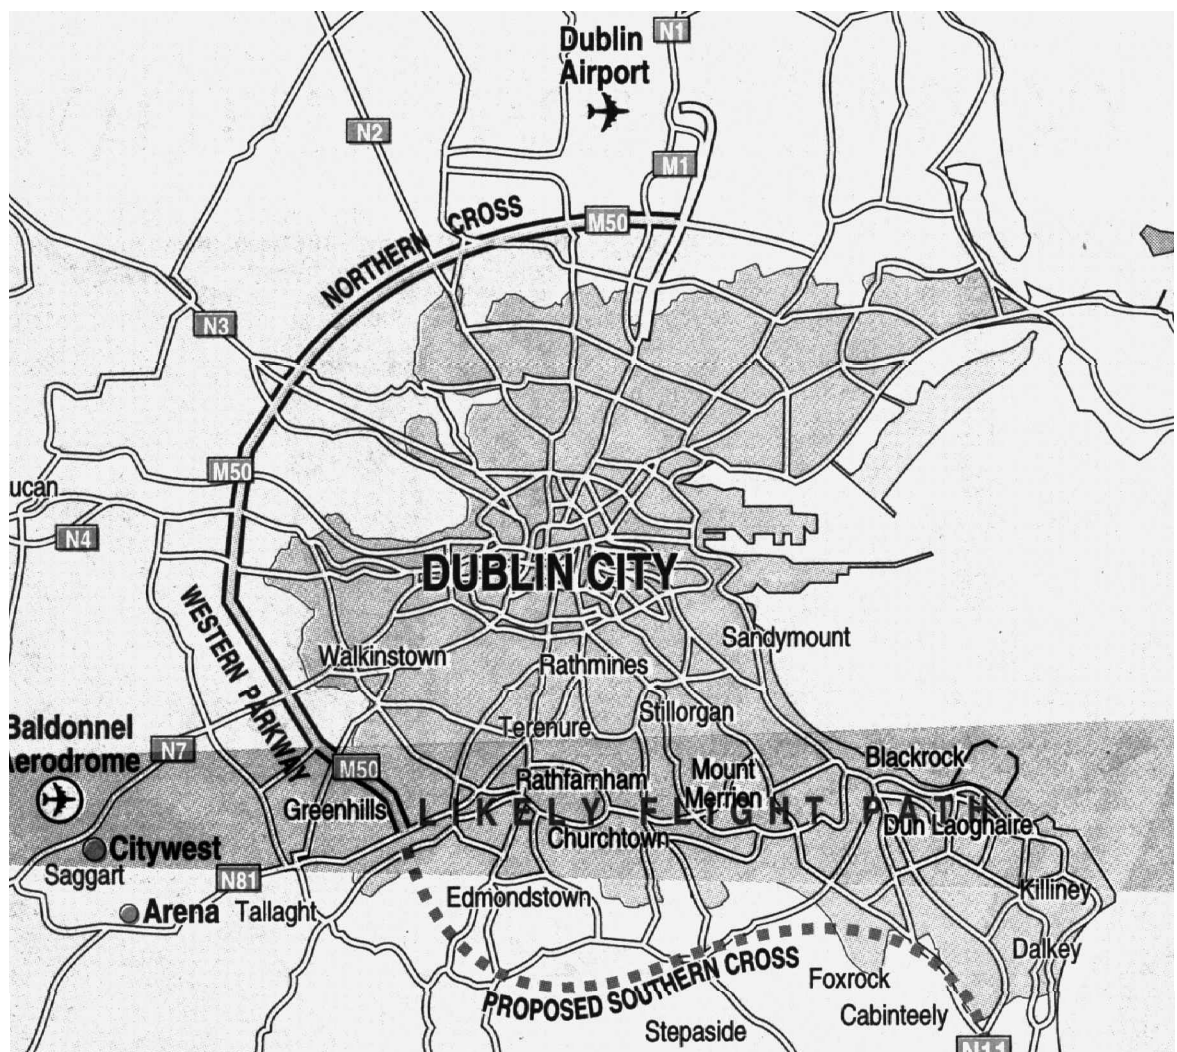 N1
Dublin
Airport
N2
M1
NORTHERN CROSS
M50
N3
M50
ucan
N4
DUBLIN CITY
WESTERN PARKWAY
Sandymount
Walkinstown
Rathmines
Stillorgan
Terenure
Baldonnel
Aerodrome
N7
M50
Blackrock
Rathfarnham
Mount
Merrion
Greenhills
LIKELY FLIGHT PATH
Churchtown
Dun Laoghaire
Citywest
Saggart
N81
Killiney
Edmondstown
Arena
Tallaght
Dalkey
PROPOSED SOUTHERN CROSS
Foxrock
Cabinteely
Stepaside
N11